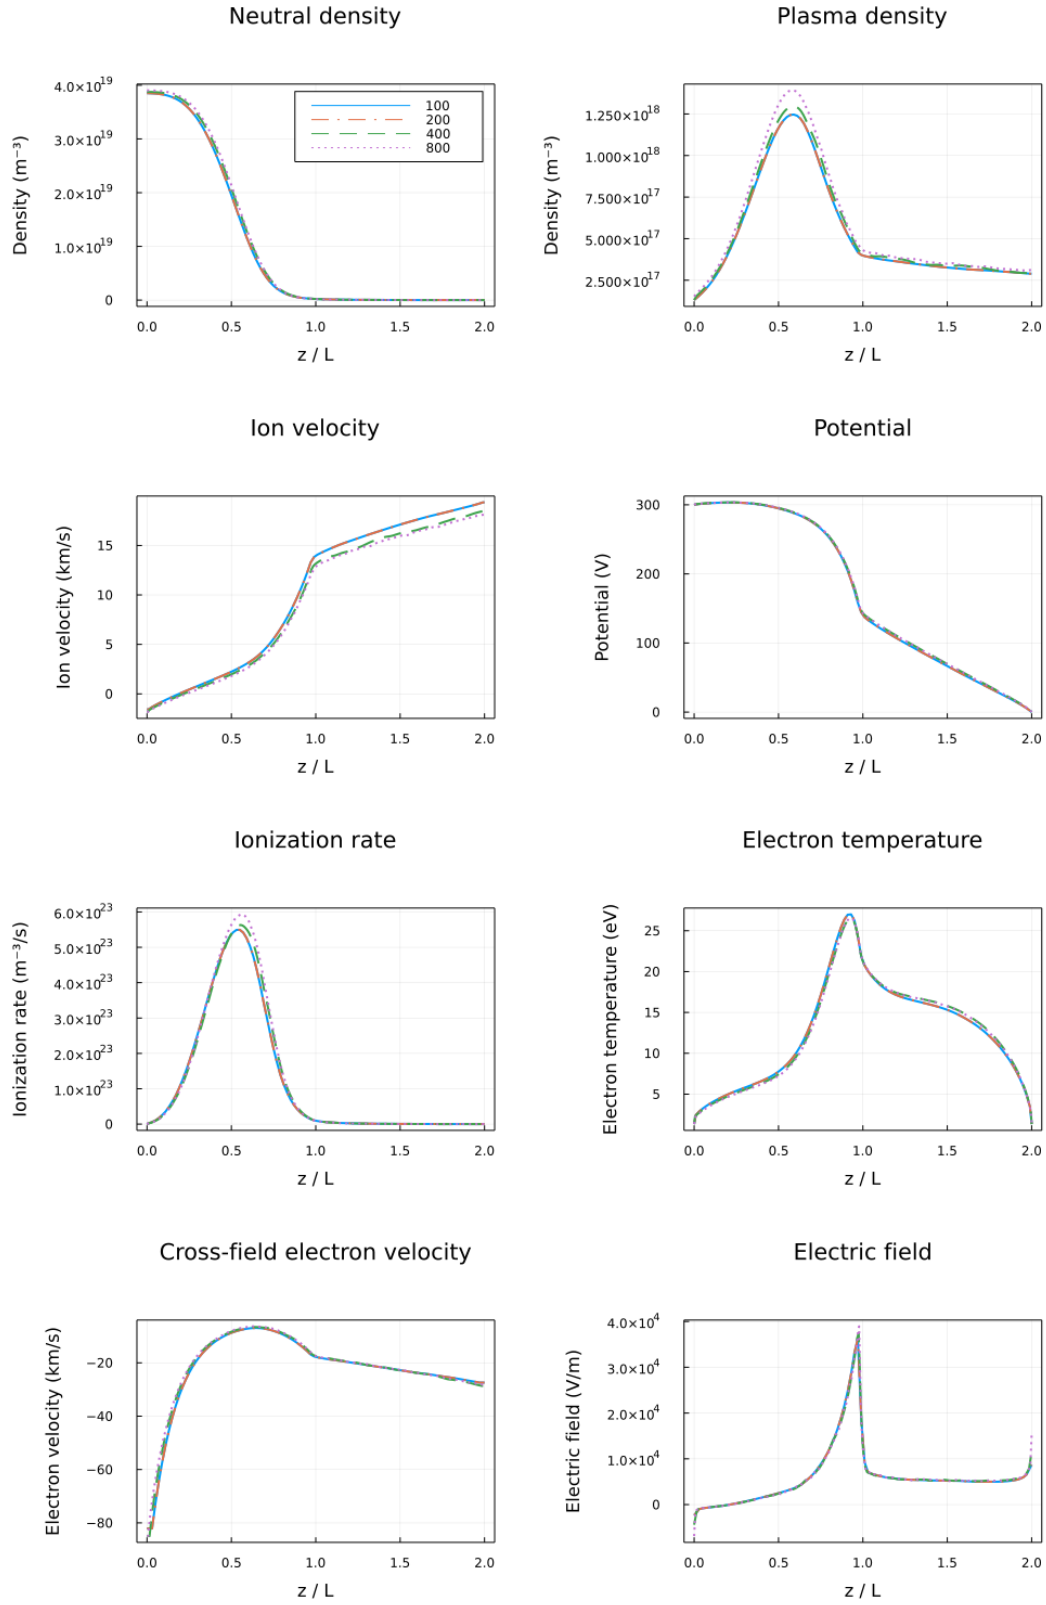 Neutral density
Density (m⁻³)
4.0×10¹⁹
3.0×10¹⁹
2.0×10¹⁹
1.0×10¹⁹
0
100
200
400
800
0.0 0.5 1.0 1.5 2.0
z / L
Plasma density
Density (m⁻³)
1.250×10¹⁸
1.000×10¹⁸
7.500×10¹⁷
5.000×10¹⁷
2.500×10¹⁷
0.0 0.5 1.0 1.5 2.0
z / L
Ion velocity
Ion velocity (km/s)
15
10
5
0
0.0 0.5 1.0 1.5 2.0
z / L
Potential
Potential (V)
300
200
100
0
0.0 0.5 1.0 1.5 2.0
z / L
Ionization rate
Ionization rate (m⁻³/s)
6.0×10²³
5.0×10²³
4.0×10²³
3.0×10²³
2.0×10²³
1.0×10²³
0
0.0 0.5 1.0 1.5 2.0
z / L
Electron temperature
Electron temperature (eV)
25
20
15
10
5
0.0 0.5 1.0 1.5 2.0
z / L
Cross-field electron velocity
Electron velocity (km/s)
−20
−40
−60
−80
0.0 0.5 1.0 1.5 2.0
z / L
Electric field
Electric field (V/m)
4.0×10⁴
3.0×10⁴
2.0×10⁴
1.0×10⁴
0
0.0 0.5 1.0 1.5 2.0
z / L